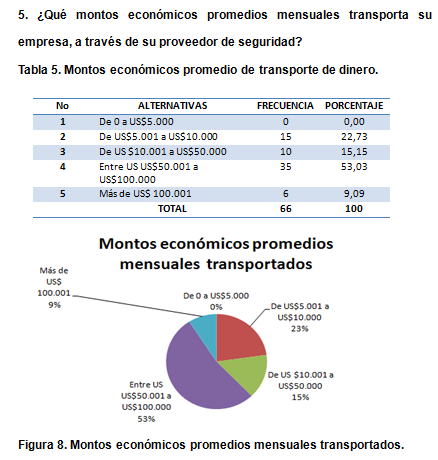 5. ¿Qué montos económicos promedios mensuales transporta su
empresa, a través de su proveedor de seguridad?
Tabla 5. Montos económicos promedio de transporte de dinero.
No ALTERNATIVAS FRECUENCIA PORCENTAJE
1 De 0 a US$5.000 0 0,00
2 De US$5.001 a US$10.000 15 22,73
3 De US $10.001 a US$50.000 10 15,15
4 Entre US US$50.001 a 35 53,03
US$100.000
5 Más de US$ 100.001 6 9,09
TOTAL 66 100
Montos económicos promedios
mensuales transportados
Más de
US$
100.001
9%
De 0 a US$5.000
0%
De US$5.001 a
US$10.000
23%
De US $10.001 a
US$50.000
15%
Entre US
US$50.001 a
US$100.000
53%
Figura 8. Montos económicos promedios mensuales transportados.